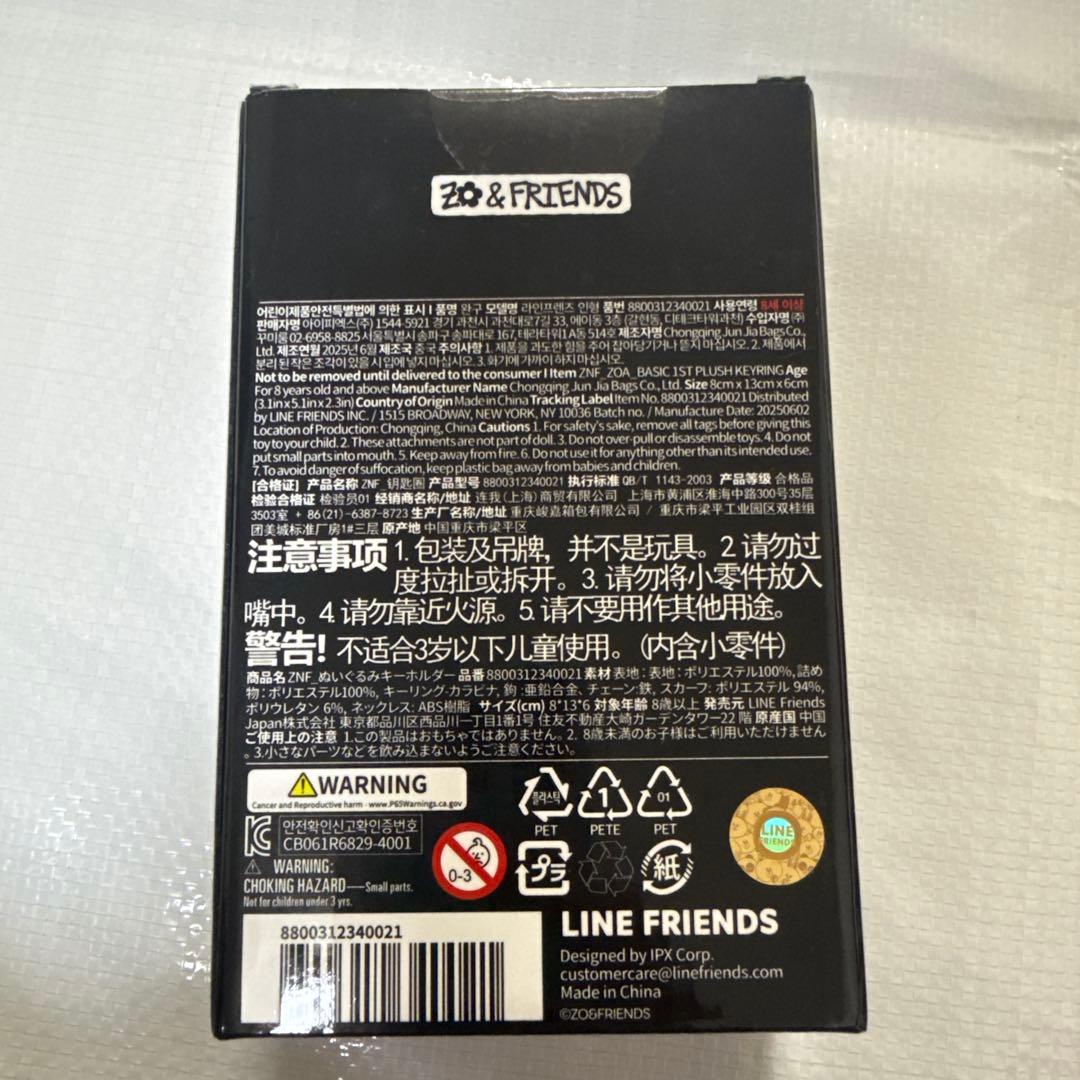 ZO & FRIENDS
어린이제품안전특별법에 의한 표시 I 품명 완구 모델명 라인프렌즈 인형 품번 8800312340021 사용연령 8세 이상
판매자명 아이피엑스(주) 1544-5921 경기 과천시 과천대로7길 33, 에이동 3층 (갈현동, 디테크타워과천) 수입자명 ㈜
꾸미룸 02-6958-8825 서울특별시 송파구 송파대로 167, 테라타워1 A동 514호 제조자명 Chongqing Jun Jia Bags Co.,
Ltd. 제조연월 2025년 6월 제조국 중국 주의사항 1. 제품을 과도한 힘을 주어 잡아당기거나 뜯지 마십시오. 2. 제품에서
분리 된 작은 조각이 있을 시 입에 넣지 마십시오. 3. 화기에 가까이 하지 마십시오.
Not to be removed until delivered to the consumer I Item ZNF_ZOA_BASIC 1ST PLUSH KEYRING Age
For 8 years old and above Manufacturer Name Chongqing Jun Jia Bags Co., Ltd. Size 8cm x 13cm x 6cm
(3.1in x 5.1in x 2.3in) Country of Origin Made in China Tracking Label Item No. 8800312340021 Distributed
by LINE FRIENDS INC. / 1515 BROADWAY, NEW YORK, NY 10036 Batch no. / Manufacture Date: 20250602
Location of Production: Chongqing, China Cautions 1. For safety's sake, remove all tags before giving this
toy to your child. 2. These attachments are not part of doll. 3. Do not over-pull or disassemble toys. 4. Do not
put small parts into mouth. 5. Keep away from fire. 6. Do not use it for anything other than its intended use.
7. To avoid danger of suffocation, keep plastic bag away from babies and children.
[合格证] 产品名称 ZNF_钥匙圈 产品型号 8800312340021 执行标准 QB/T 1143-2003 产品等级 合格品
检验合格证 检验员01 经销商名称/地址 连我(上海)商贸有限公司 上海市黄浦区淮海中路300号35层
3503室 + 86(21)-6387-8723 生产厂名称/地址 重庆峻嘉箱包有限公司 / 重庆市梁平工业园区双桂组
团美城标准厂房1#三层 原产地 中国重庆市梁平区
注意事项 1. 包装及吊牌，并不是玩具。2 请勿过
度拉扯或拆开。3. 请勿将小零件放入
嘴中。4. 请勿靠近火源。5. 请不要用作其他用途。
警告! 不适合3岁以下儿童使用。(内含小零件)
商品名 ZNF_ぬいぐるみキーホルダー 品番 8800312340021 素材 表地：表地：ポリエステル100%, 詰め
物：ポリエステル100%, キーリング·カラビナ, 鉤:亜鉛合金、チェーン:鉄, スカーフ: ポリエステル 94%,
ポリウレタン 6%, ネックレス: ABS樹脂 サイズ(cm) 8*13*6 対象年齢 8歳以上 発売元 LINE Friends
Japan株式会社 東京都品川区西品川一丁目1番1号 住友不動産大崎ガーデンタワー22 階 原産国 中国
ご使用上の注意 1.この製品はおもちゃではありません。2. 8歳未満のお子様はご利用いただけません
。3.小さなパーツなどを飲み込まないようご注意ください。
WARNING
Cancer and Reproductive harm - www.P65Warnings.ca.gov
안전확인신고확인증번호
CB061R6829-4001
WARNING:
CHOKING HAZARD—Small parts.
Not for children under 3 yrs.
0-3
플라스틱
PET
1
PETE
01
PET
プラ
紙
LINE
FRIENDS
8800312340021
LINE FRIENDS
Designed by IPX Corp.
customercare@linefriends.com
Made in China
©ZO&FRIENDS